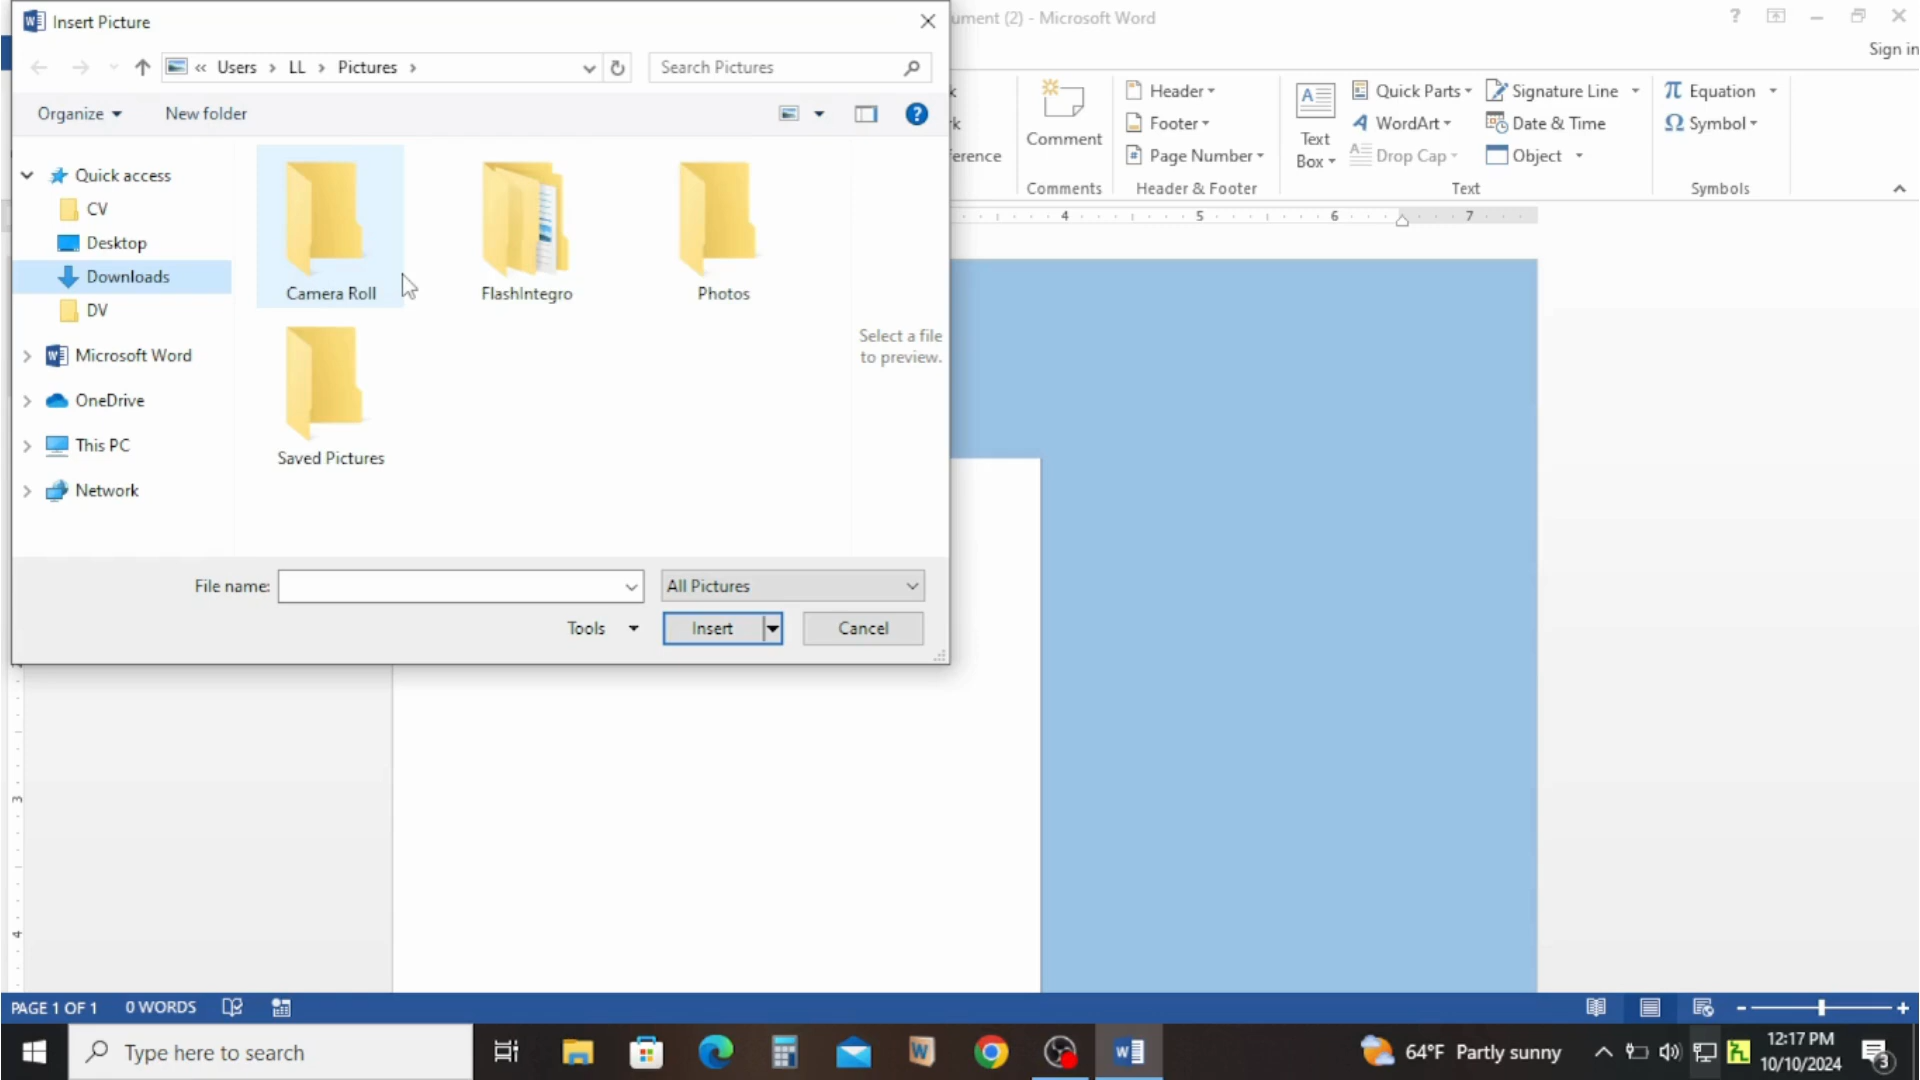 Insert Picture
ument (2) - Microsoft Word
?
Sign in
« Users › LL › Pictures ›
Search Pictures
Organize
New folder
?
Quick access
CV
Desktop
Downloads
DV
Microsoft Word
OneDrive
This PC
Network
Camera Roll
FlashIntegro
Photos
Saved Pictures
Select a file
to preview.
File name:
All Pictures
Tools
Insert
Cancel
k
rk
erence
Comment
Comments
Header
Footer
# Page Number
Header & Footer
A
Text
Box
Quick Parts
A WordArt
A Drop Cap
Signature Line
Date & Time
Object
Text
π Equation
Ω Symbol
Symbols
4 5 6 7
3
4
PAGE 1 OF 1
0 WORDS
Type here to search
64°F Partly sunny
12:17 PM
10/10/2024
3